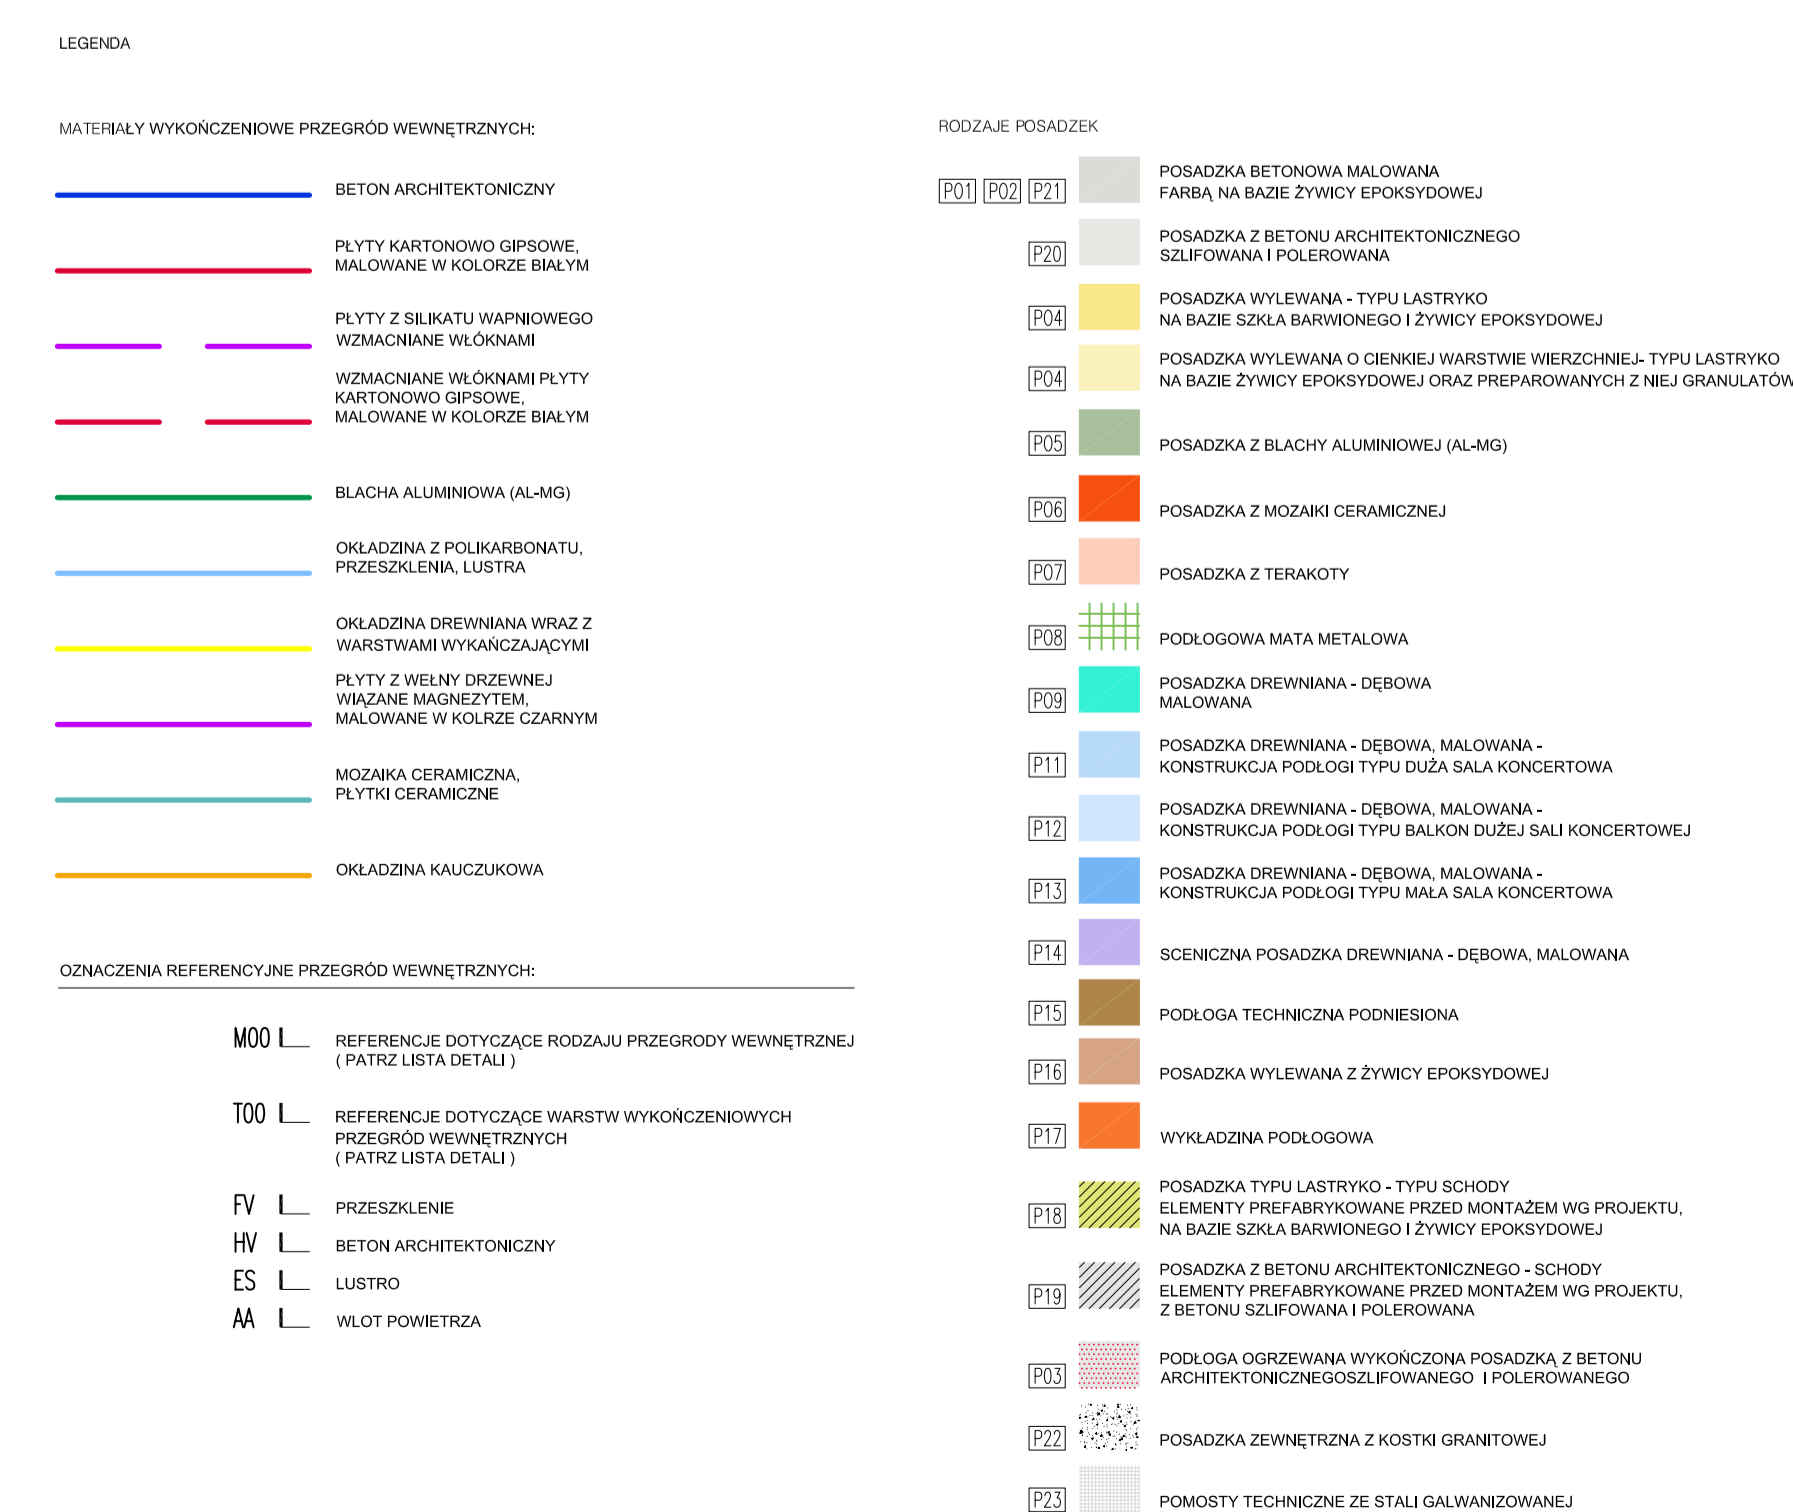 LEGENDA
MATERIAŁY WYKOŃCZENIOWE PRZEGRÓD WEWNĘTRZNYCH:
BETON ARCHITEKTONICZNY
PŁYTY KARTONOWO GIPSOWE,
MALOWANE W KOLORZE BIAŁYM
PŁYTY Z SILIKATU WAPNIOWEGO
WZMACNIANE WŁÓKNAMI
WZMACNIANE WŁÓKNAMI PŁYTY
KARTONOWO GIPSOWE,
MALOWANE W KOLORZE BIAŁYM
BLACHA ALUMINIOWA (AL-MG)
OKŁADZINA Z POLIKARBONATU,
PRZESZKLENIA, LUSTRA
OKŁADZINA DREWNIANA WRAZ Z
WARSTWAMI WYKAŃCZAJĄCYMI
PŁYTY Z WEŁNY DRZEWNEJ
WIĄZANE MAGNEZYTEM,
MALOWANE W KOLRZE CZARNYM
MOZAIKA CERAMICZNA,
PŁYTKI CERAMICZNE
OKŁADZINA KAUCZUKOWA
OZNACZENIA REFERENCYJNE PRZEGRÓD WEWNĘTRZNYCH:
M00 REFERENCJE DOTYCZĄCE RODZAJU PRZEGRODY WEWNĘTRZNEJ
( PATRZ LISTA DETALI )
T00 REFERENCJE DOTYCZĄCE WARSTW WYKOŃCZENIOWYCH
PRZEGRÓD WEWNĘTRZNYCH
( PATRZ LISTA DETALI )
FV PRZESZKLENIE
HV BETON ARCHITEKTONICZNY
ES LUSTRO
AA WLOT POWIETRZA
RODZAJE POSADZEK
P01 P02 P21 POSADZKA BETONOWA MALOWANA
FARBĄ NA BAZIE ŻYWICY EPOKSYDOWEJ
P20 POSADZKA Z BETONU ARCHITEKTONICZNEGO
SZLIFOWANA I POLEROWANA
P04 POSADZKA WYLEWANA - TYPU LASTRYKO
NA BAZIE SZKŁA BARWIONEGO I ŻYWICY EPOKSYDOWEJ
P04 POSADZKA WYLEWANA O CIENKIEJ WARSTWIE WIERZCHNIEJ- TYPU LASTRYKO
NA BAZIE ŻYWICY EPOKSYDOWEJ ORAZ PREPAROWANYCH Z NIEJ GRANULATÓW
P05 POSADZKA Z BLACHY ALUMINIOWEJ (AL-MG)
P06 POSADZKA Z MOZAIKI CERAMICZNEJ
P07 POSADZKA Z TERAKOTY
P08 PODŁOGOWA MATA METALOWA
P09 POSADZKA DREWNIANA - DĘBOWA
MALOWANA
P11 POSADZKA DREWNIANA - DĘBOWA, MALOWANA -
KONSTRUKCJA PODŁOGI TYPU DUŻA SALA KONCERTOWA
P12 POSADZKA DREWNIANA - DĘBOWA, MALOWANA -
KONSTRUKCJA PODŁOGI TYPU BALKON DUŻEJ SALI KONCERTOWEJ
P13 POSADZKA DREWNIANA - DĘBOWA, MALOWANA -
KONSTRUKCJA PODŁOGI TYPU MAŁA SALA KONCERTOWA
P14 SCENICZNA POSADZKA DREWNIANA - DĘBOWA, MALOWANA
P15 PODŁOGA TECHNICZNA PODNIESIONA
P16 POSADZKA WYLEWANA Z ŻYWICY EPOKSYDOWEJ
P17 WYKŁADZINA PODŁOGOWA
P18 POSADZKA TYPU LASTRYKO - TYPU SCHODY
ELEMENTY PREFABRYKOWANE PRZED MONTAŻEM WG PROJEKTU,
NA BAZIE SZKŁA BARWIONEGO I ŻYWICY EPOKSYDOWEJ
P19 POSADZKA Z BETONU ARCHITEKTONICZNEGO - SCHODY
ELEMENTY PREFABRYKOWANE PRZED MONTAŻEM WG PROJEKTU,
Z BETONU SZLIFOWANA I POLEROWANA
P03 PODŁOGA OGRZEWANA WYKOŃCZONA POSADZKĄ Z BETONU
ARCHITEKTONICZNEGOSZLIFOWANEGO I POLEROWANEGO
P22 POSADZKA ZEWNĘTRZNA Z KOSTKI GRANITOWEJ
P23 POMOSTY TECHNICZNE ZE STALI GALWANIZOWANEJ